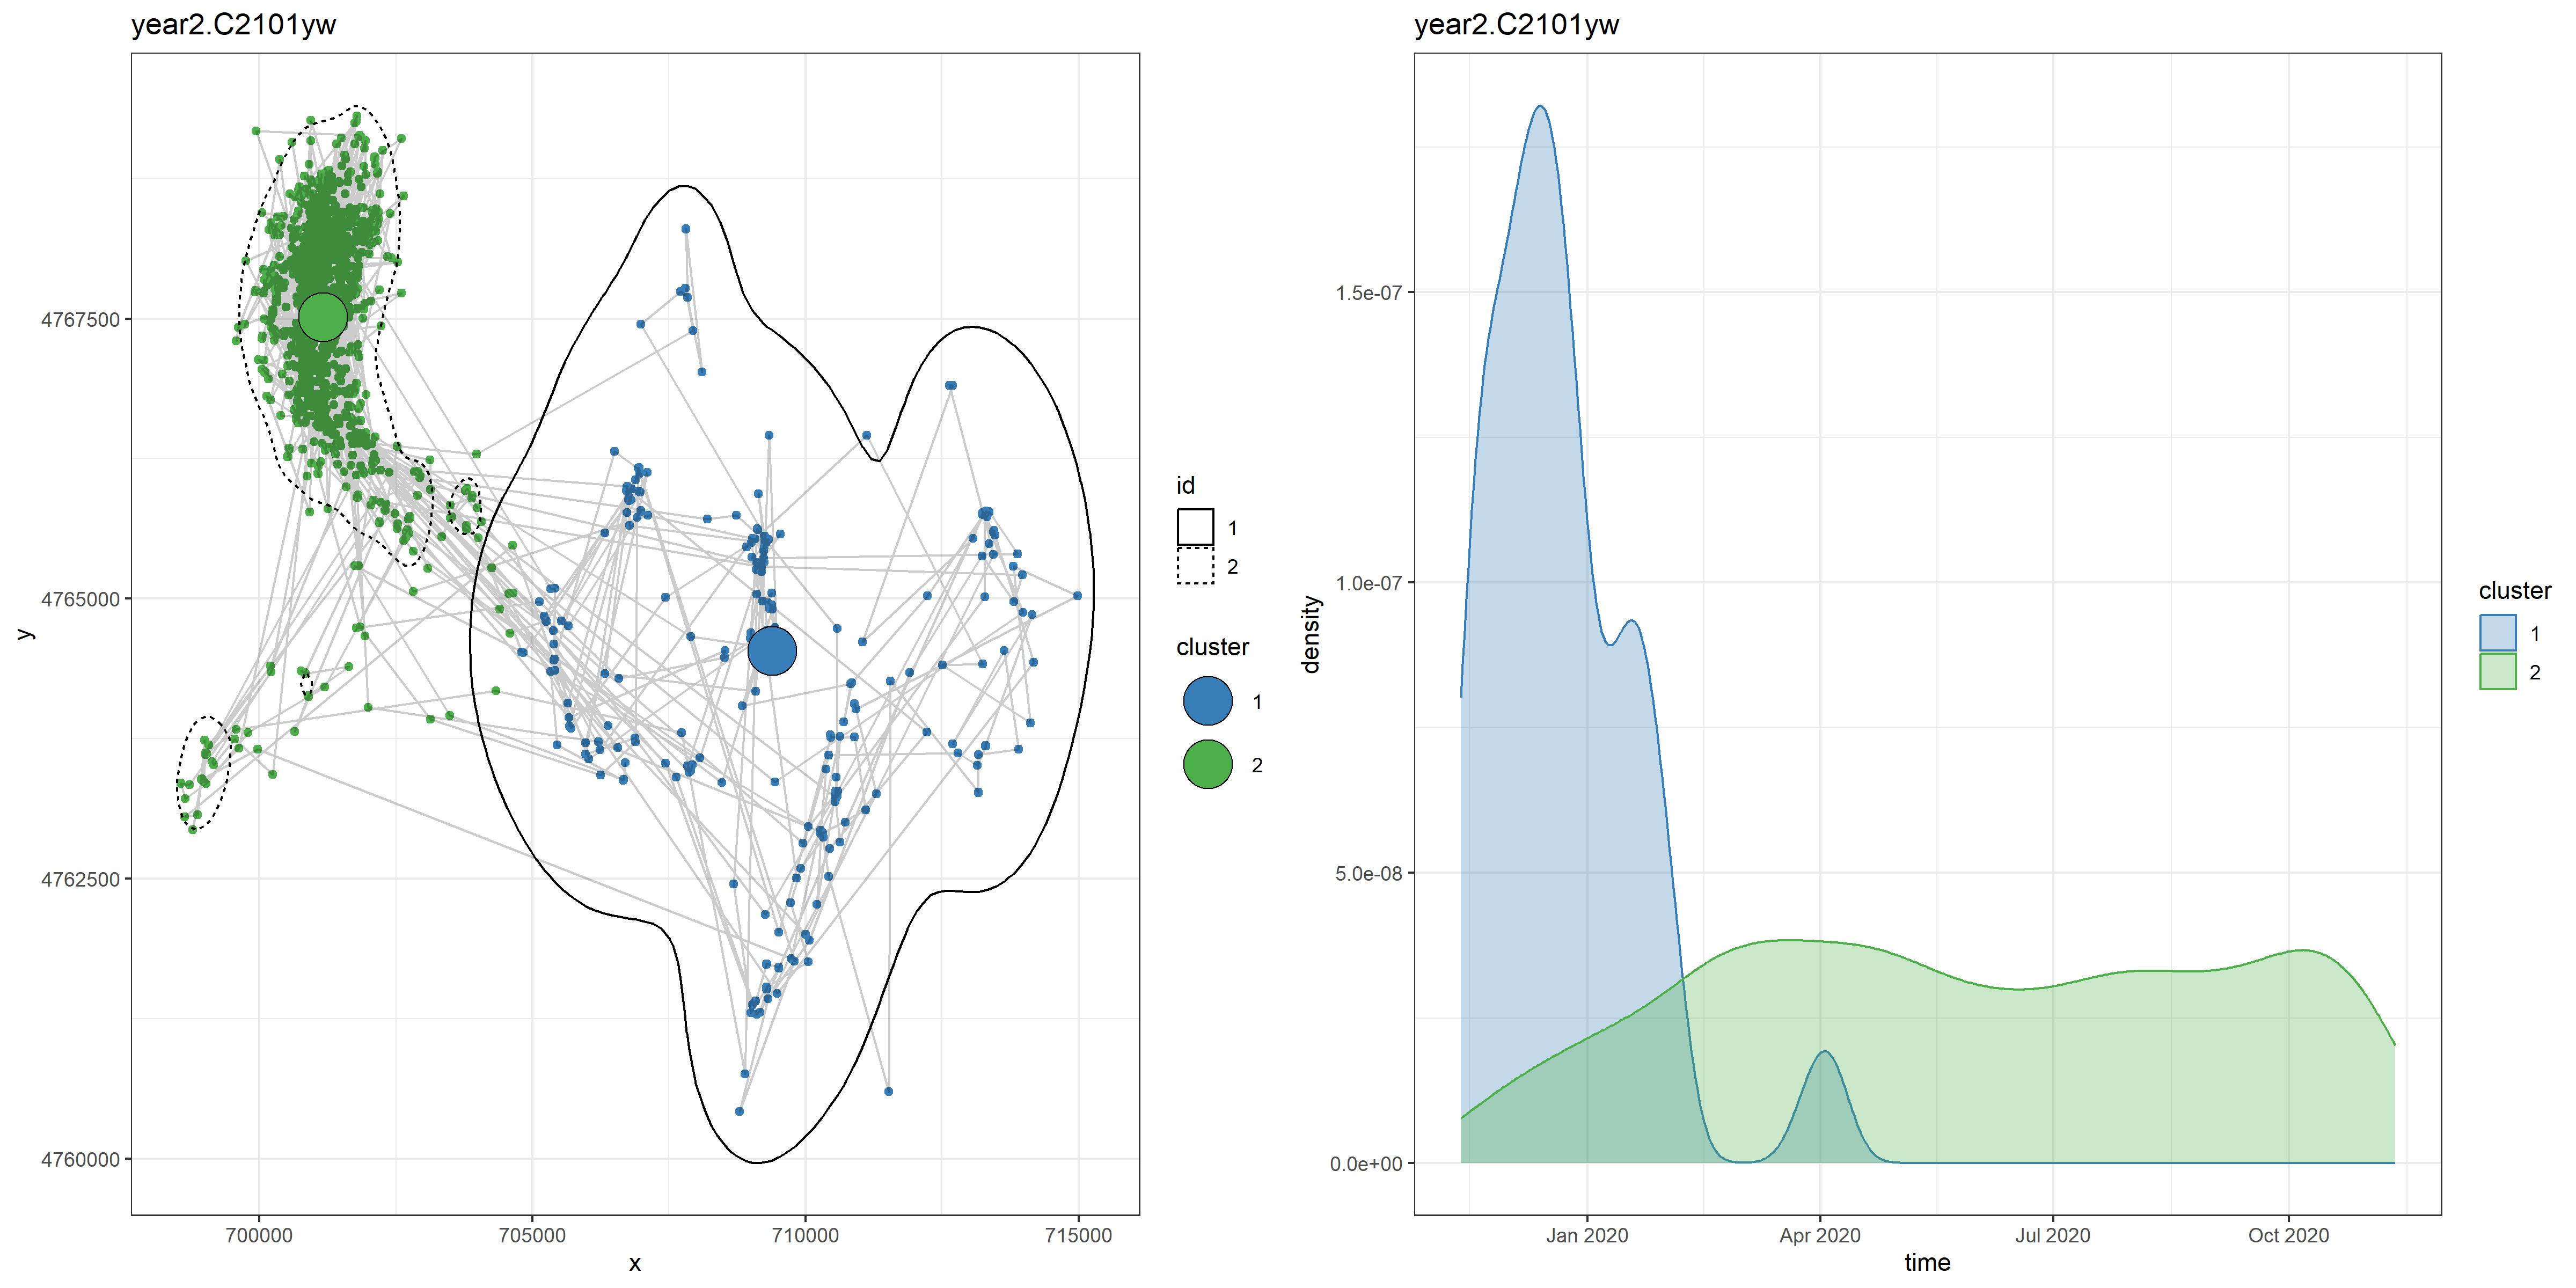 year2.C2101yw
4767500
4765000
4762500
4760000
y
700000
705000
710000
715000
x
id
1
2
cluster
1
2
year2.C2101yw
1.5e-07
1.0e-07
5.0e-08
0.0e+00
density
Jan 2020
Apr 2020
Jul 2020
Oct 2020
time
cluster
1
2